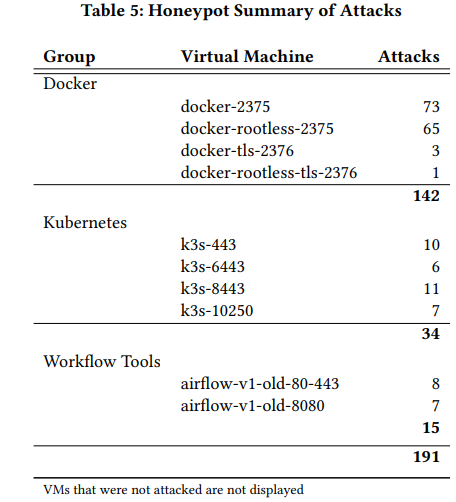 Table 5: Honeypot Summary of Attacks
Group Virtual Machine Attacks
Docker
docker-2375 73
docker-rootless-2375 65
docker-tls-2376 3
docker-rootless-tls-2376 1
142
Kubernetes
k3s-443 10
k3s-6443 6
k3s-8443 11
k3s-10250 7
34
Workflow Tools
airflow-v1-old-80-443 8
airflow-v1-old-8080 7
15
191
VMs that were not attacked are not displayed